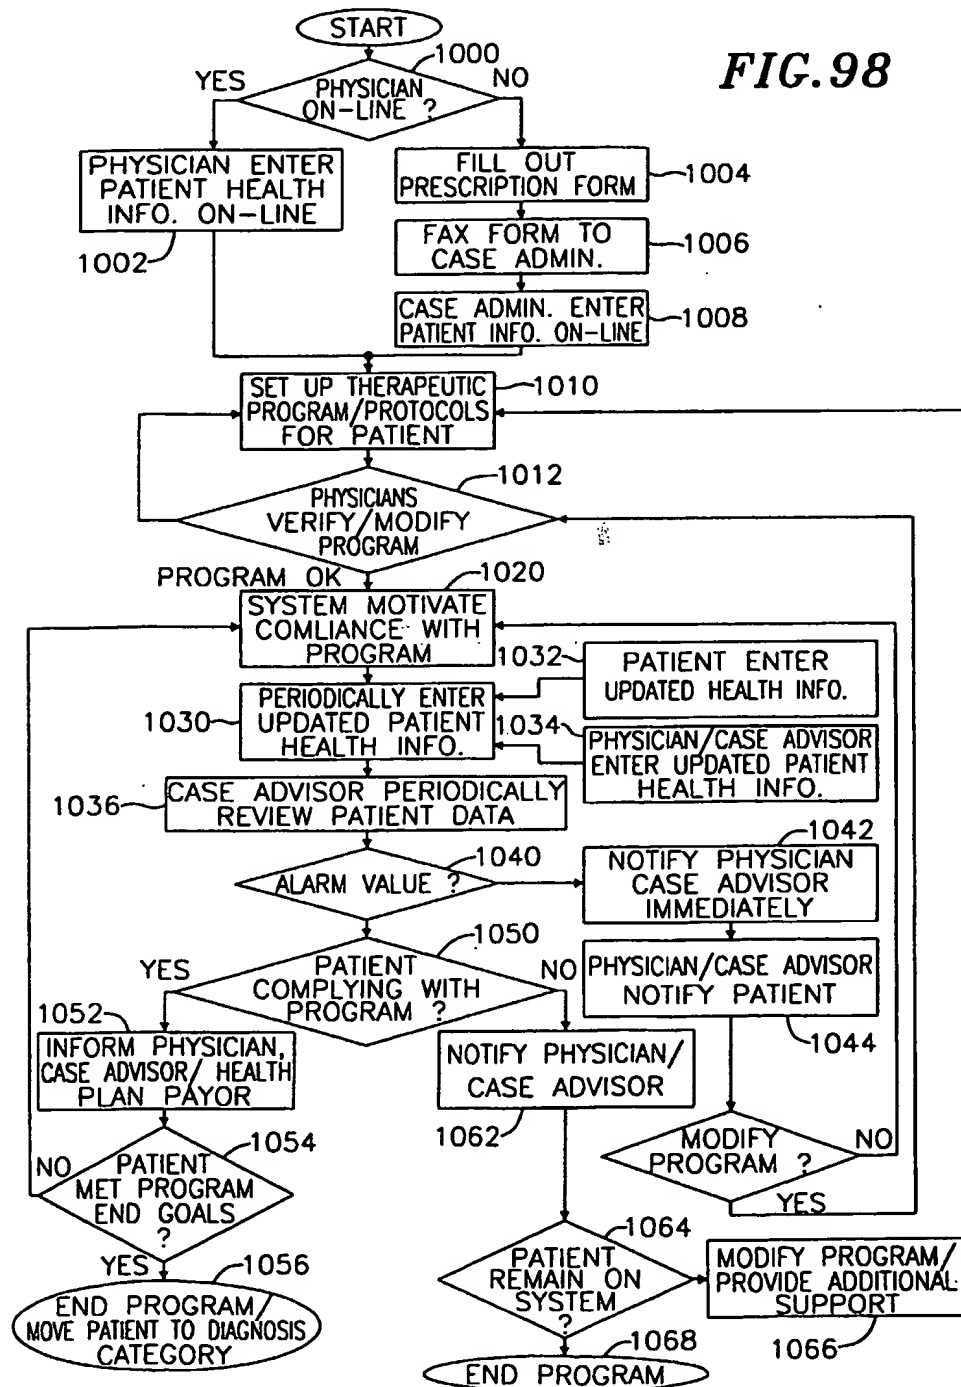 START
FIG.98
1000
YES
NO
PHYSICIAN
ON-LINE ?
PHYSICIAN ENTER
PATIENT HEALTH
INFO. ON-LINE
1002
FILL OUT
PRESCRIPTION FORM
1004
FAX FORM TO
CASE ADMIN.
1006
CASE ADMIN. ENTER
PATIENT INFO. ON-LINE
1008
SET UP THERAPEUTIC
PROGRAM/PROTOCOLS
FOR PATIENT
1010
PHYSICIANS
VERIFY/MODIFY
PROGRAM
1012
PROGRAM OK
1020
SYSTEM MOTIVATE
COMLIANCE WITH
PROGRAM
1032
PATIENT ENTER
UPDATED HEALTH INFO.
1030
PERIODICALLY ENTER
UPDATED PATIENT
HEALTH INFO.
1034
PHYSICIAN/CASE ADVISOR
ENTER UPDATED PATIENT
HEALTH INFO.
1036
CASE ADVISOR PERIODICALLY
REVIEW PATIENT DATA
1040
ALARM VALUE ?
1042
NOTIFY PHYSICIAN
CASE ADVISOR
IMMEDIATELY
1050
YES
NO
PATIENT
COMPLYING WITH
PROGRAM ?
PHYSICIAN/CASE ADVISOR
NOTIFY PATIENT
1044
1052
INFORM PHYSICIAN,
CASE ADVISOR/ HEALTH
PLAN PAYOR
NOTIFY PHYSICIAN/
CASE ADVISOR
1062
MODIFY
PROGRAM ?
NO
YES
1054
NO
PATIENT
MET PROGRAM
END GOALS
?
YES
1056
END PROGRAM/
MOVE PATIENT TO DIAGNOSIS
CATEGORY
1064
PATIENT
REMAIN ON
SYSTEM
?
MODIFY PROGRAM/
PROVIDE ADDITIONAL
SUPPORT
1066
1068
END PROGRAM